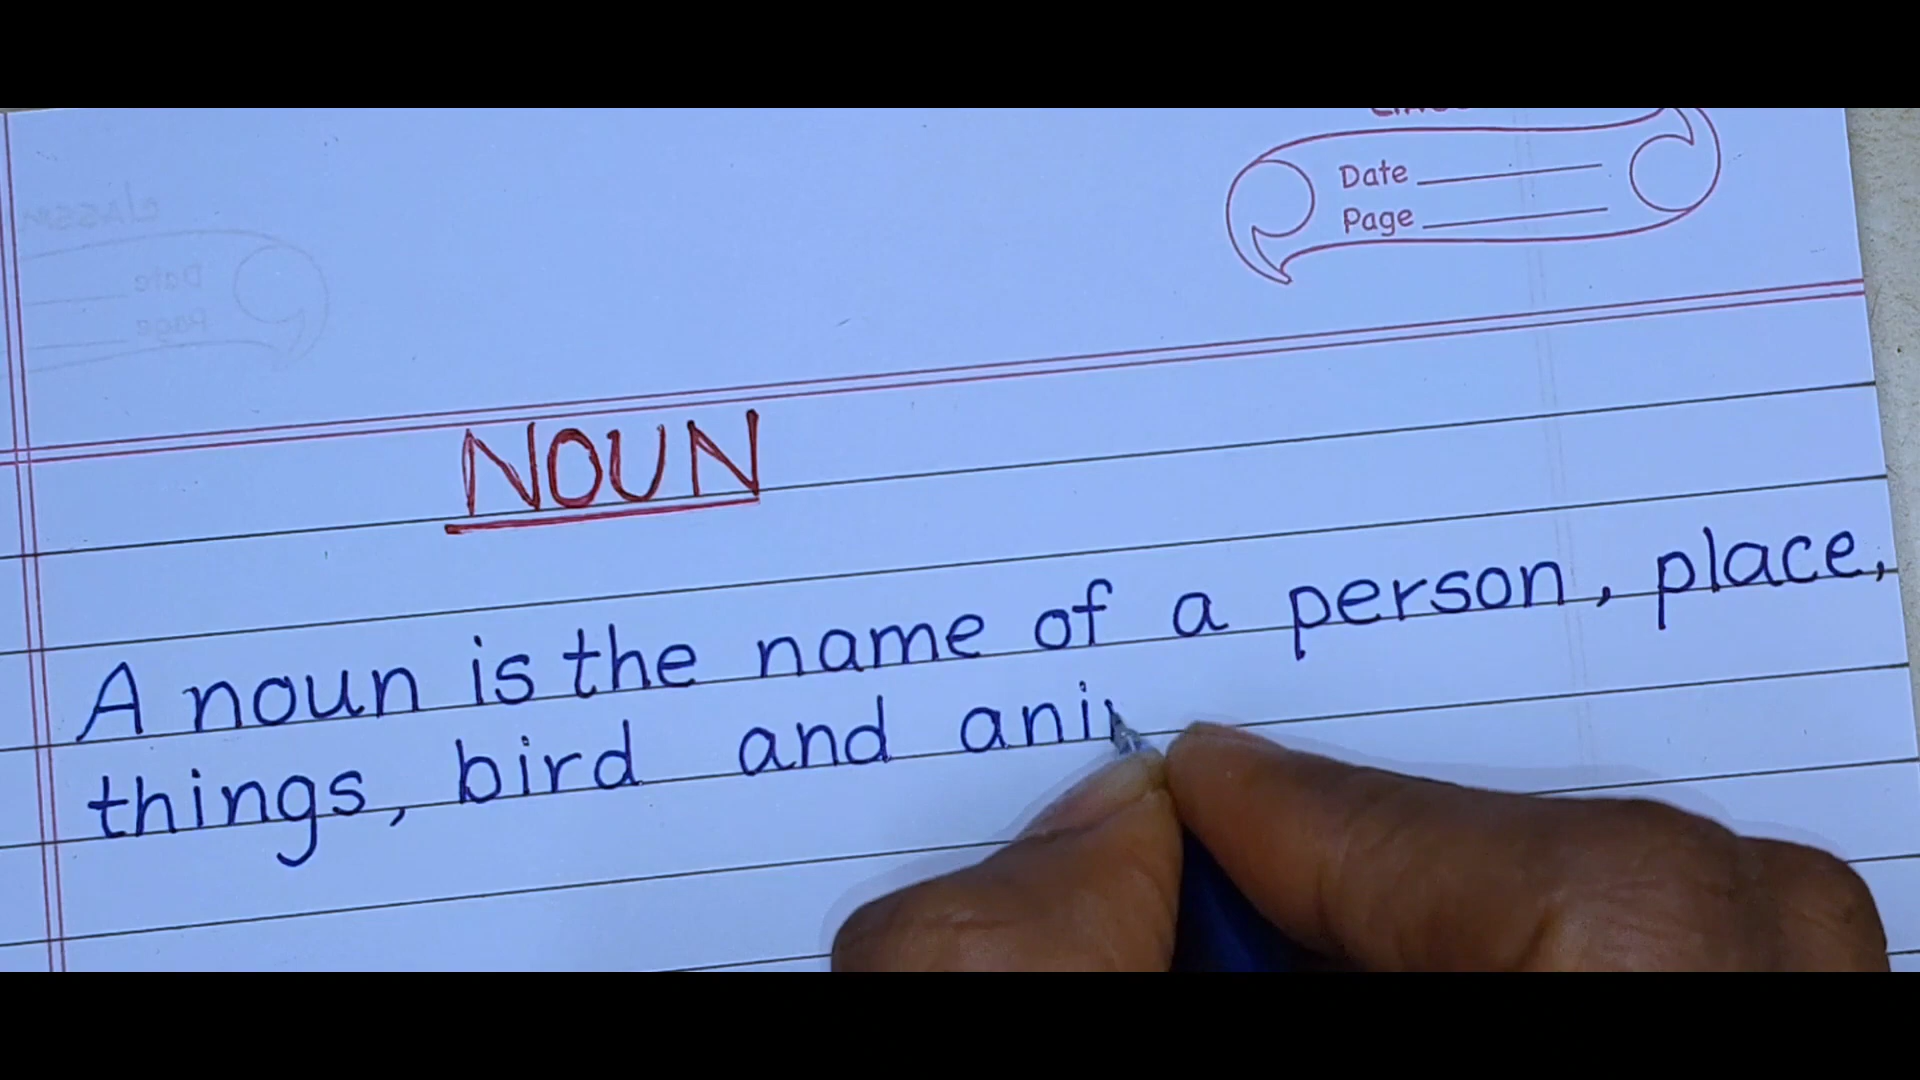 Date
Page
NOUN
A noun is the name of a person, place,
things, bird and ani